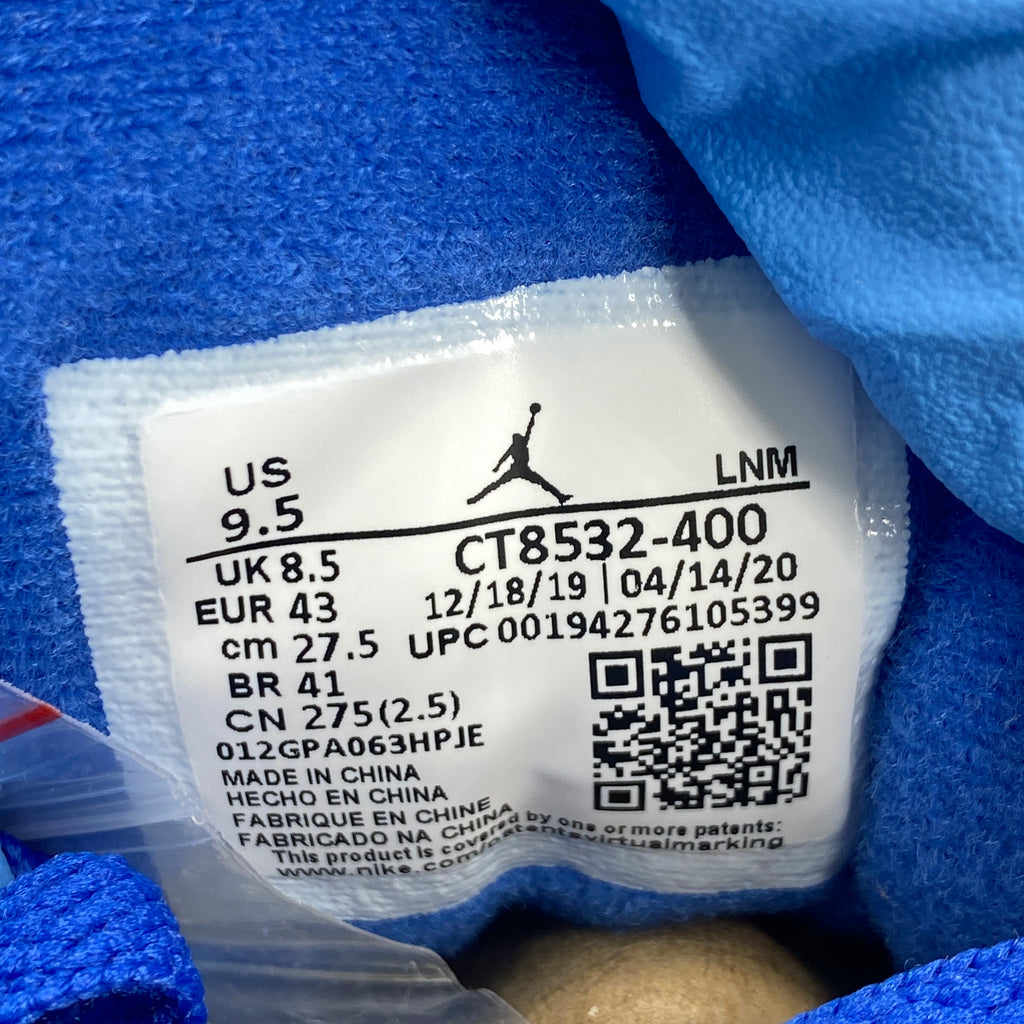 US
9.5
LNM
UK 8.5
EUR 43
cm 27.5
BR 41
CN 275(2.5)
CT8532-400
12/18/19 | 04/14/20
UPC 00194276105399
012GPA063HPJE
MADE IN CHINA
HECHO EN CHINA
FABRIQUE EN CHINE
FABRICADO NA CHINA
This product is covered by one or more patents:
www.nike.com/patentsvirtualmarking